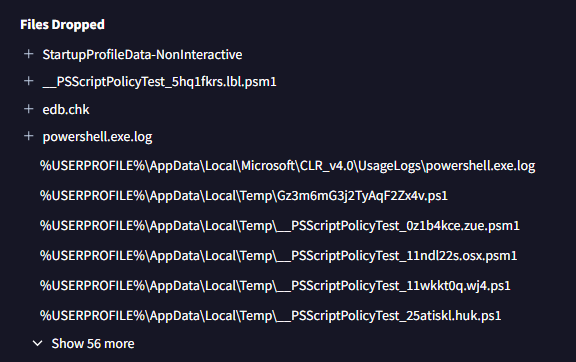 Files Dropped
+ StartupProfileData-NonInteractive
+ __PSScriptPolicyTest_5hq1fkrs.lbl.psm1
+ edb.chk
+ powershell.exe.log
%USERPROFILE%\AppData\Local\Microsoft\CLR_v4.0\UsageLogs\powershell.exe.log
%USERPROFILE%\AppData\Local\Temp\Gz3m6mG3j2TyAqF2Zx4v.ps1
%USERPROFILE%\AppData\Local\Temp\__PSScriptPolicyTest_0z1b4kce.zue.psm1
%USERPROFILE%\AppData\Local\Temp\__PSScriptPolicyTest_11ndl22s.osx.psm1
%USERPROFILE%\AppData\Local\Temp\__PSScriptPolicyTest_11wkkt0q.wj4.ps1
%USERPROFILE%\AppData\Local\Temp\__PSScriptPolicyTest_25atiskl.huk.ps1
Show 56 more